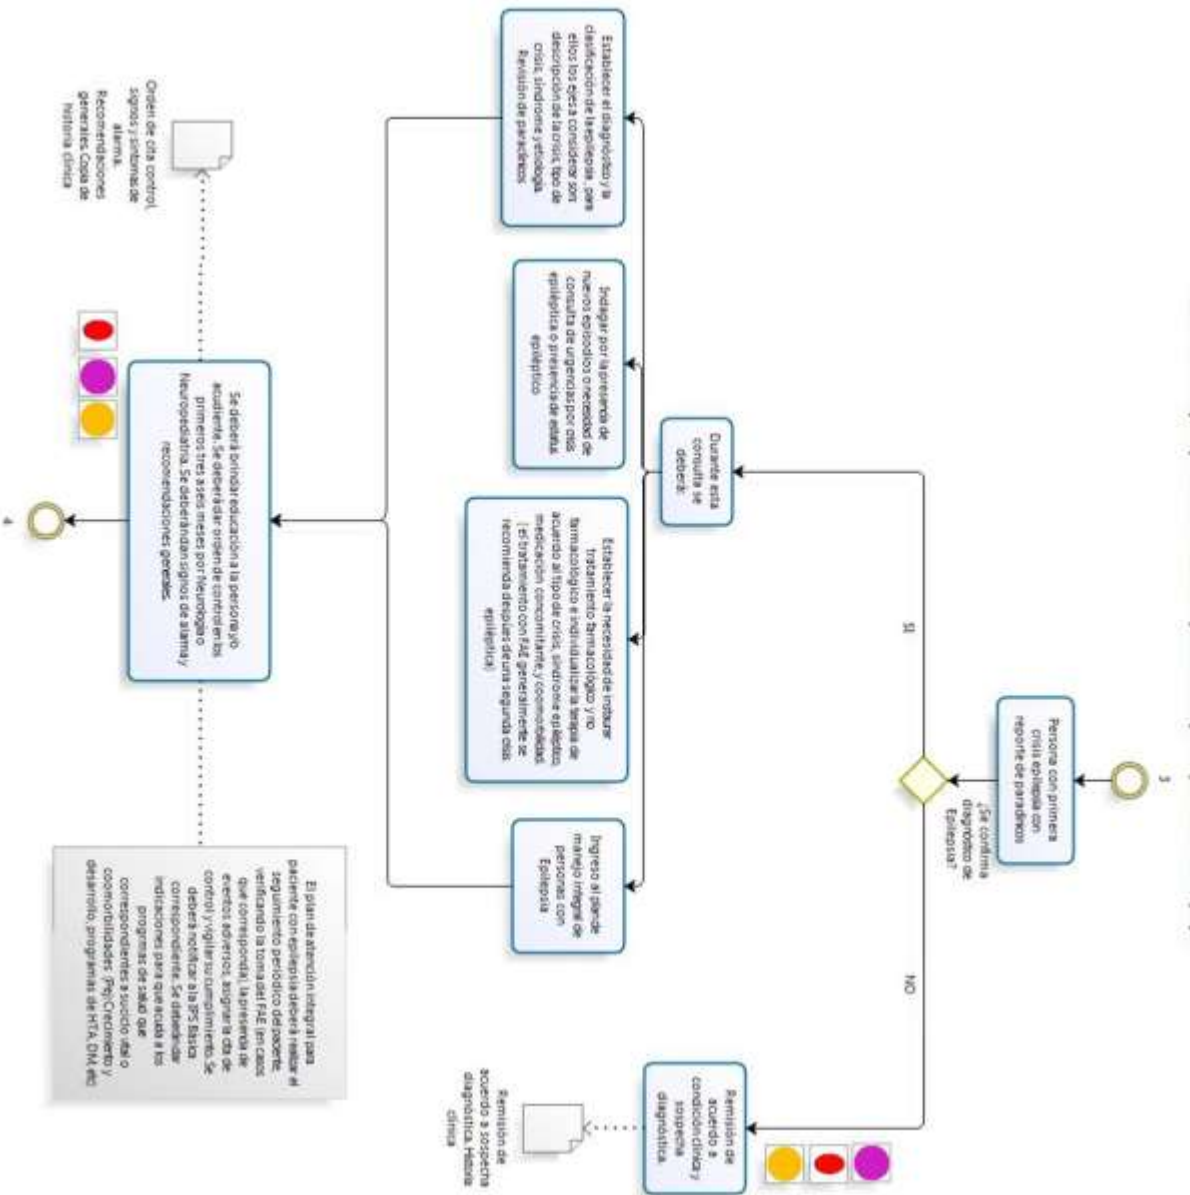 3
Persona con primera
crisis epilepsia con
reporte de paraclínicos
¿Se confirma
diagnóstico de
Epilepsia?
SI
NO
Durante esta
consulta se
deberá:
Remisión de
acuerdo a
condición clínica y
sospecha
diagnóstica.
Remisión de
acuerdo a sospecha
diagnóstica. Historia
clínica
Establecer el diagnóstico y la
clasificación de la epilepsia, para
ellos los ejes a considerar son:
descripción de la crisis, tipo de
crisis, síndrome y etiología.
Revisión de paraclínicos
Indagar por la presencia de
nuevos episodios o necesidad de
consulta de urgencias por crisis
epiléptica o presencia de estatus
epiléptico
Establecer la necesidad de instaurar
tratamiento farmacológico y no
farmacológico e individualizar la terapia de
acuerdo al tipo de crisis, síndrome epiléptico,
medicación concomitante, y coomorbilidad.
(el tratamiento con FAE generalmente se
recomienda después de una segunda crisis
epiléptica)
Ingreso al plan de
manejo integral de
personas con
Epilepsia
Orden de cita control,
signos y síntomas de
alarma.
Recomendaciones
generales. Copia de
historia clínica
Se deberá brindar educación a la persona y/o
acudiente. Se deberá dar orden de control en los
primeros tres a seis meses por Neurología o
Neuropediatría. Se deberán dan signos de alarma y
recomendaciones generales.
El plan de atención integral para
paciente con epilepsia deberá realizar el
seguimiento periódico del paciente
verificando la toma del FAE (en casos
que corresponda), la presencia de
eventos adversos, asignar la cita de
control y vigilar su cumplimiento. Se
deberá notificar a la IPS Básica
correspondiente. Se deberán dar
indicaciones para que acuda a los
progrmas de salud que
correspondientes a su ciclo vital o
coomorbilidades (Pej Crecimiento y
desarrollo, programas de HTA, DM, etc)
4